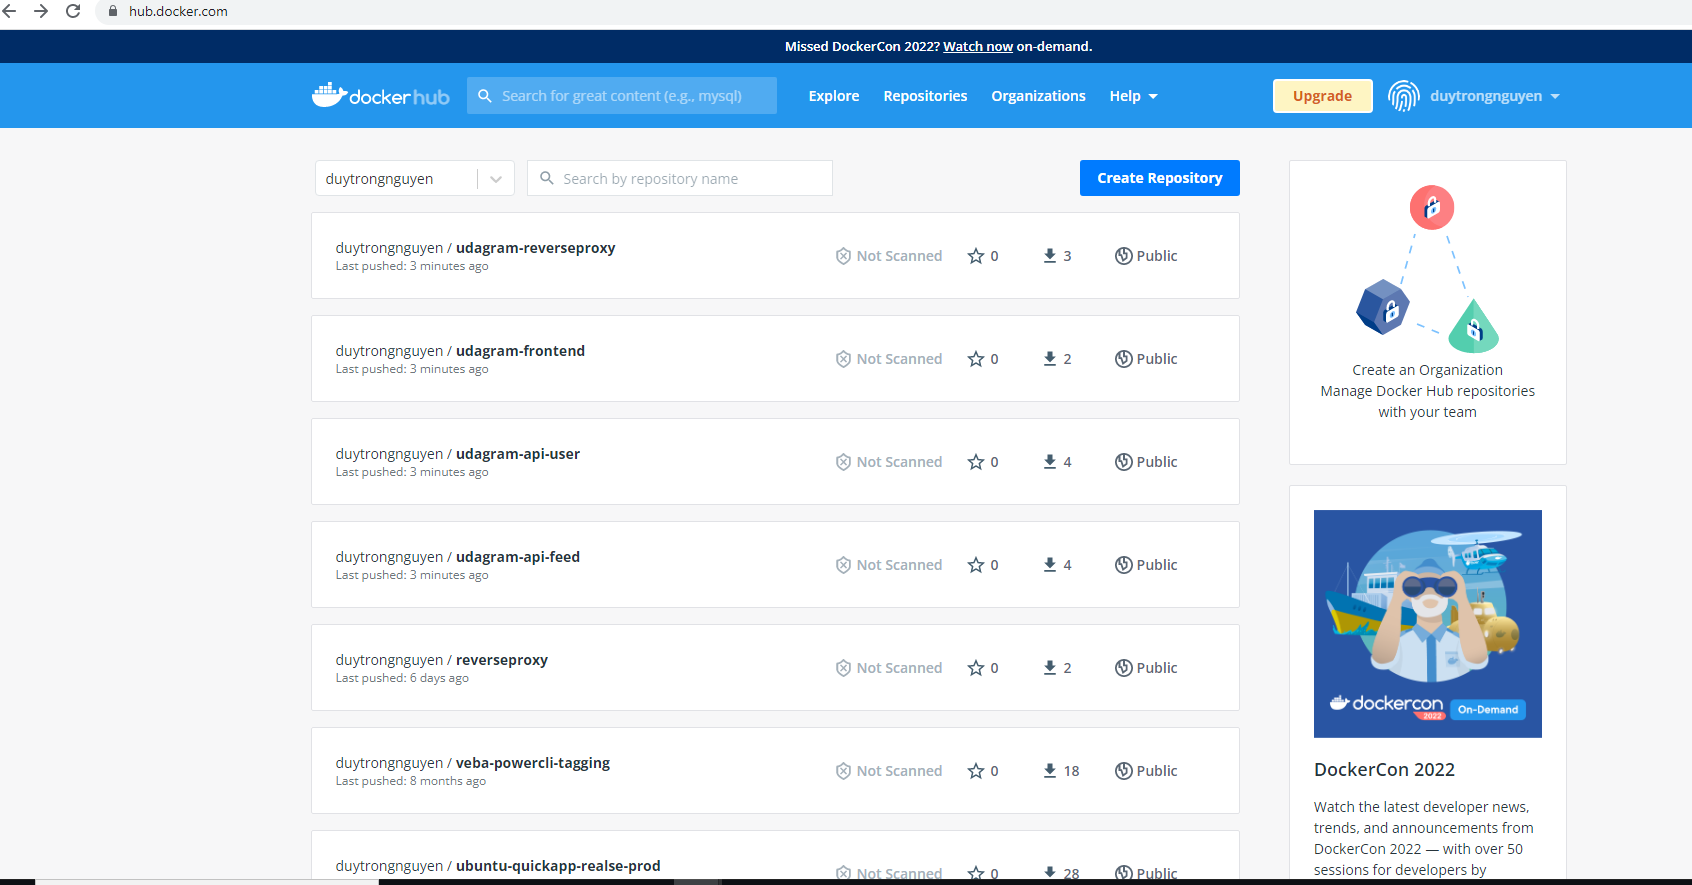 hub.docker.com
Missed DockerCon 2022? Watch now on-demand.
docker hub
Search for great content (e.g., mysql)
Explore
Repositories
Organizations
Help
Upgrade
duytrongnguyen
duytrongnguyen
Search by repository name
Create Repository
duytrongnguyen / udagram-reverseproxy
Last pushed: 3 minutes ago
Not Scanned
0
3
Public
duytrongnguyen / udagram-frontend
Last pushed: 3 minutes ago
Not Scanned
0
2
Public
duytrongnguyen / udagram-api-user
Last pushed: 3 minutes ago
Not Scanned
0
4
Public
duytrongnguyen / udagram-api-feed
Last pushed: 3 minutes ago
Not Scanned
0
4
Public
duytrongnguyen / reverseproxy
Last pushed: 6 days ago
Not Scanned
0
2
Public
duytrongnguyen / veba-powercli-tagging
Last pushed: 8 months ago
Not Scanned
0
18
Public
duytrongnguyen / ubuntu-quickapp-realse-prod
Not Scanned
0
28
Public
Create an Organization
Manage Docker Hub repositories
with your team
dockercon
2022
On-Demand
DockerCon 2022
Watch the latest developer news,
trends, and announcements from
DockerCon 2022 — with over 50
sessions for developers by